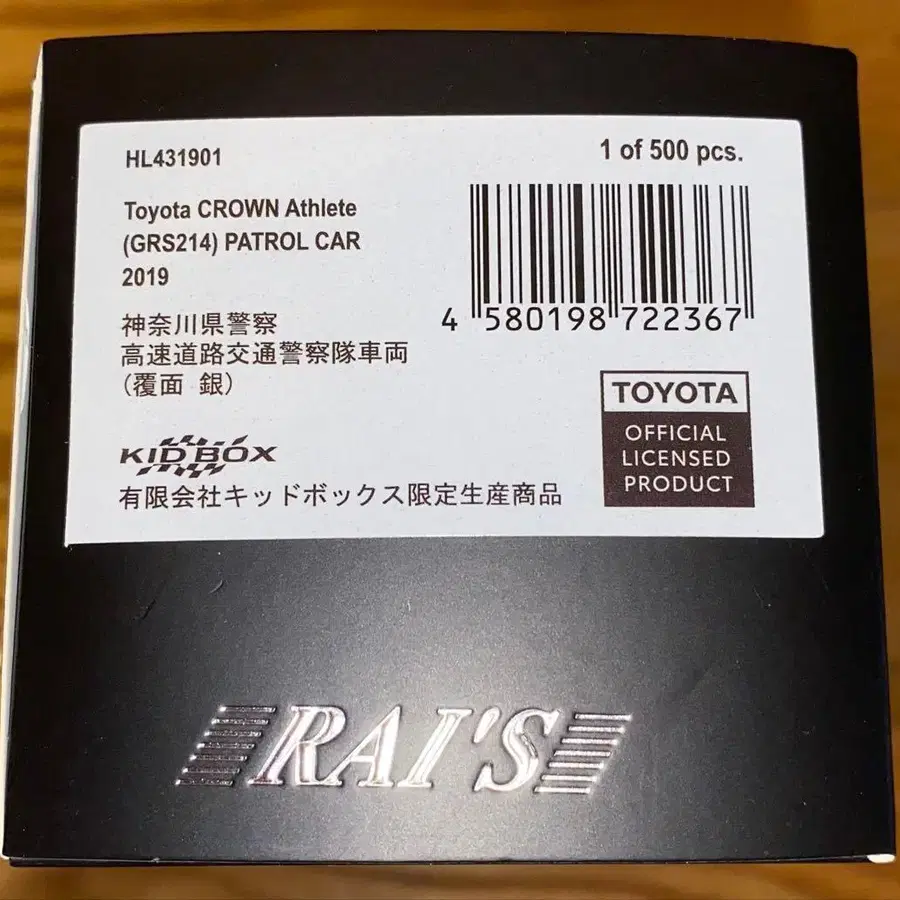 HL431901
1 of 500 pcs.
Toyota CROWN Athlete
(GRS214) PATROL CAR
2019
4 580198 722367
神奈川県警察
高速道路交通警察隊車両
(覆面 銀)
TOYOTA
OFFICIAL
LICENSED
PRODUCT
KID BOX
有限会社キッドボックス限定生産商品
RAI'S